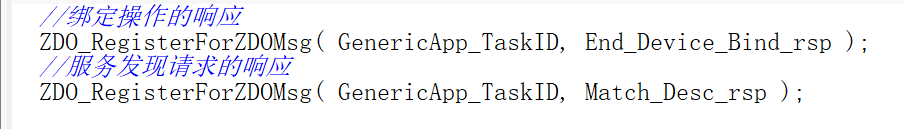 //绑定操作的响应
ZDO_RegisterForZDOMsg( GenericApp_TaskID, End_Device_Bind_rsp );
//服务发现请求的响应
ZDO_RegisterForZDOMsg( GenericApp_TaskID, Match_Desc_rsp );